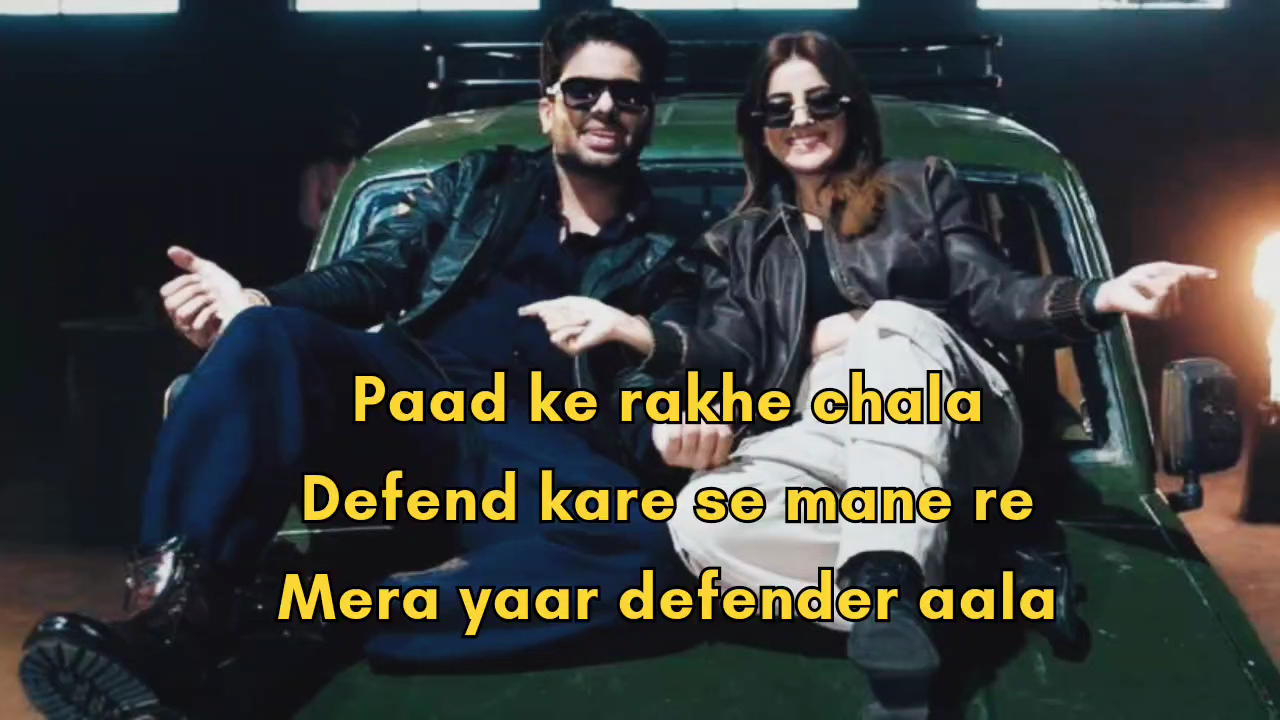 Paad ke rakhe chala
Defend kare se mane re
Mera yaar defender aala